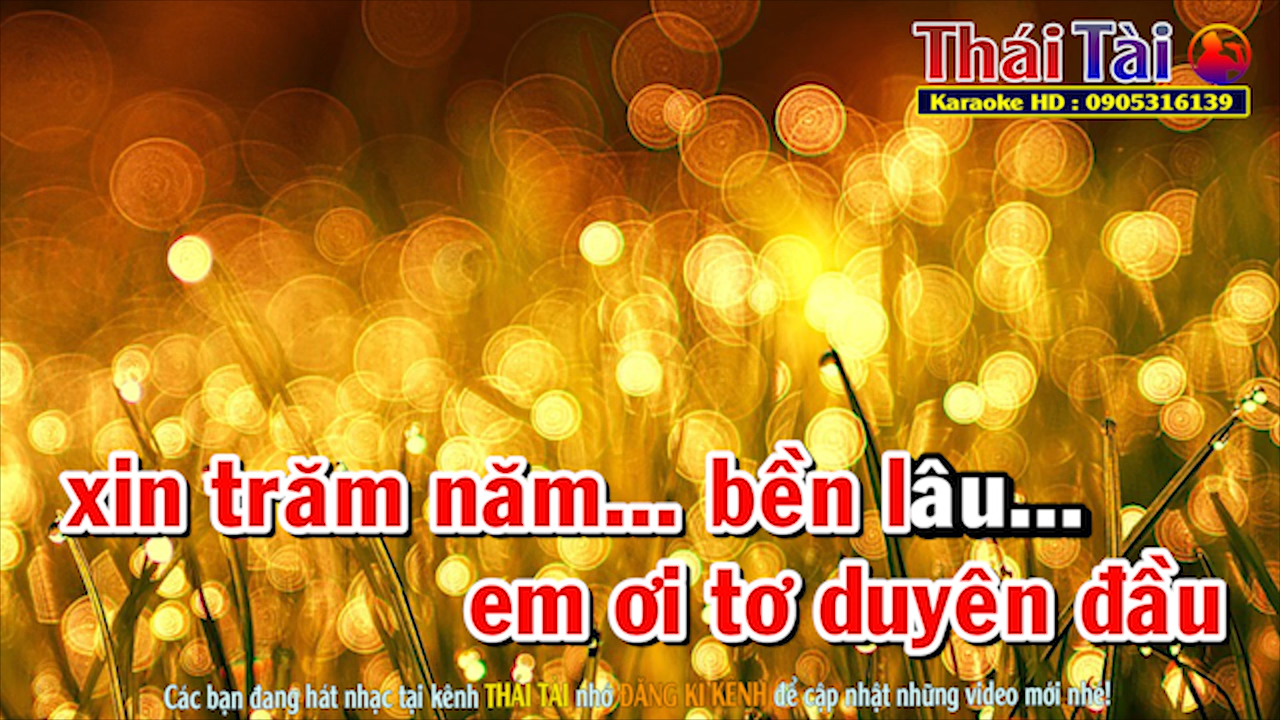 Thái Tài
Karaoke HD : 0905316139
xin trăm năm... bền lâu...
em ơi tơ duyên đầu
Các bạn đang hát nhạc tại kênh THÁI TÀI nhớ ĐĂNG KÍ KÊNH để cập nhật những video mới nhé!